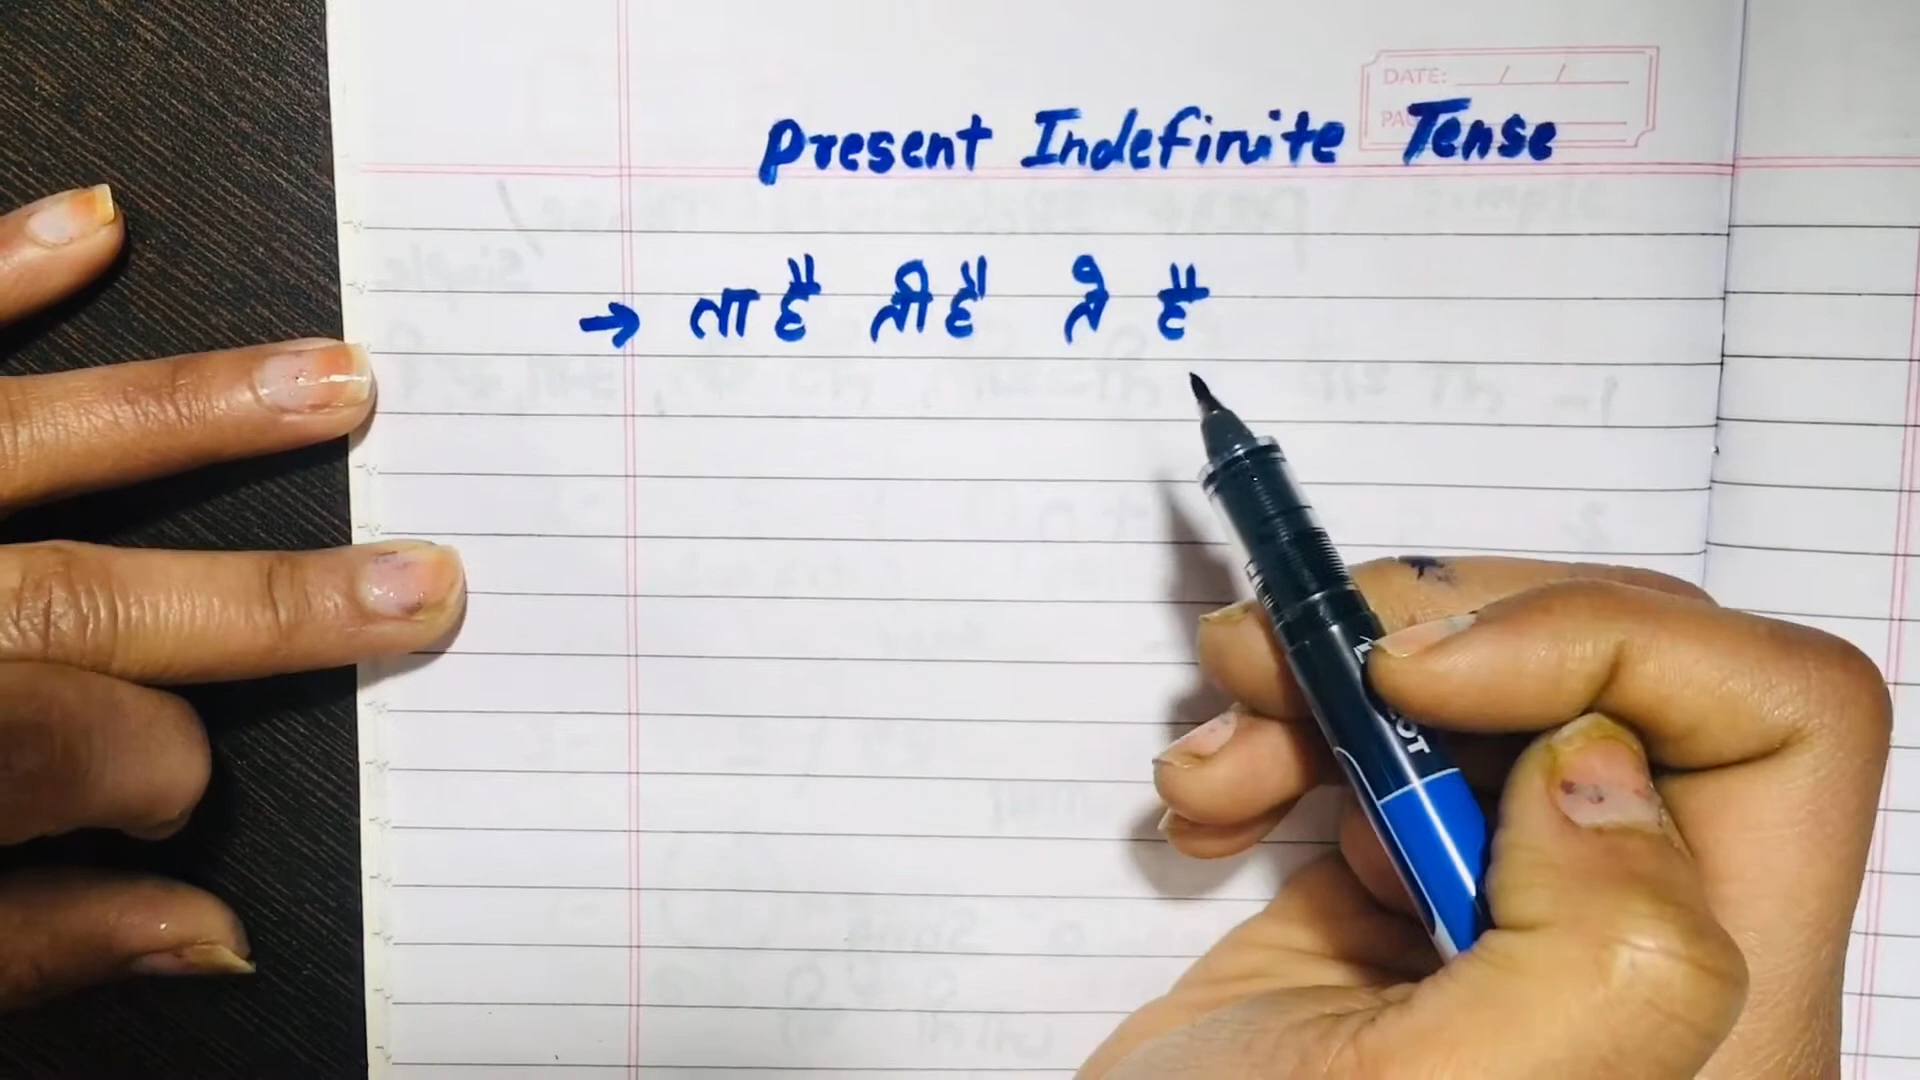 DATE: / /
Present Indefinite Tense
→ ता है ती है ते हैं